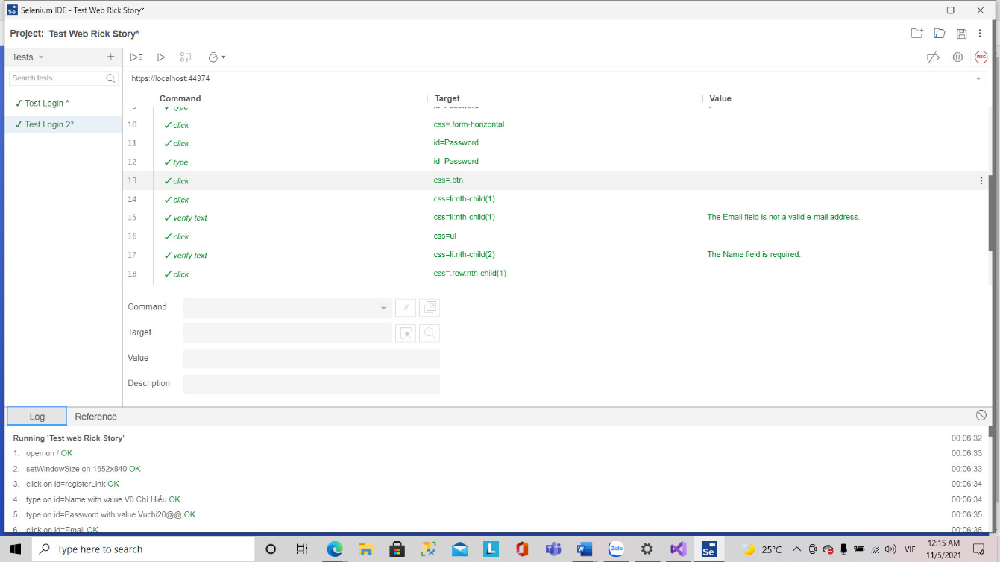 Selenium IDE - Test Web Rick Story*
Project: Test Web Rick Story*
Tests
Search tests...
✓ Test Login *
✓ Test Login 2*
https://localhost:44374
Command Target Value
9 ✓ type id=Password
10 ✓ click css=.form-horizontal
11 ✓ click id=Password
12 ✓ type id=Password
13 ✓ click css=.btn
14 ✓ click css=li:nth-child(1)
15 ✓ verify text css=li:nth-child(1) The Email field is not a valid e-mail address.
16 ✓ click css=ul
17 ✓ verify text css=li:nth-child(2) The Name field is required.
18 ✓ click css=.row:nth-child(1)
Command //
Target
Value
Description
Log Reference
Running 'Test web Rick Story' 00:06:32
1. open on / OK 00:06:33
2. setWindowSize on 1552x840 OK 00:06:33
3. click on id=registerLink OK 00:06:34
4. type on id=Name with value Vũ Chí Hiếu OK 00:06:34
5. type on id=Password with value Vuchi20@@ OK 00:06:35
6. click on id=Email OK 00:06:36
Type here to search
25°C
VIE
12:15 AM
11/5/2021
REC
Se
Zalo